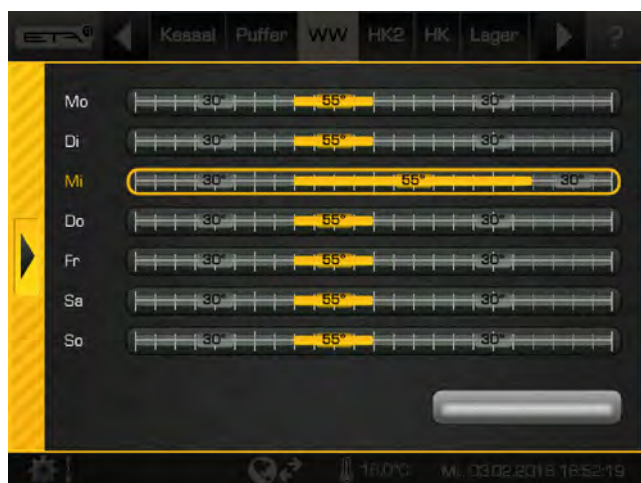 ETA Kessel Puffer WW HK2 HK Lager ?
Mo 30° 55° 30°
Di 30° 55° 30°
Mi 30° 55° 30°
Do 30° 55° 30°
Fr 30° 55° 30°
Sa 30° 55° 30°
So 30° 55° 30°
16,0°C Mi., 03.02.2016 16:52:19